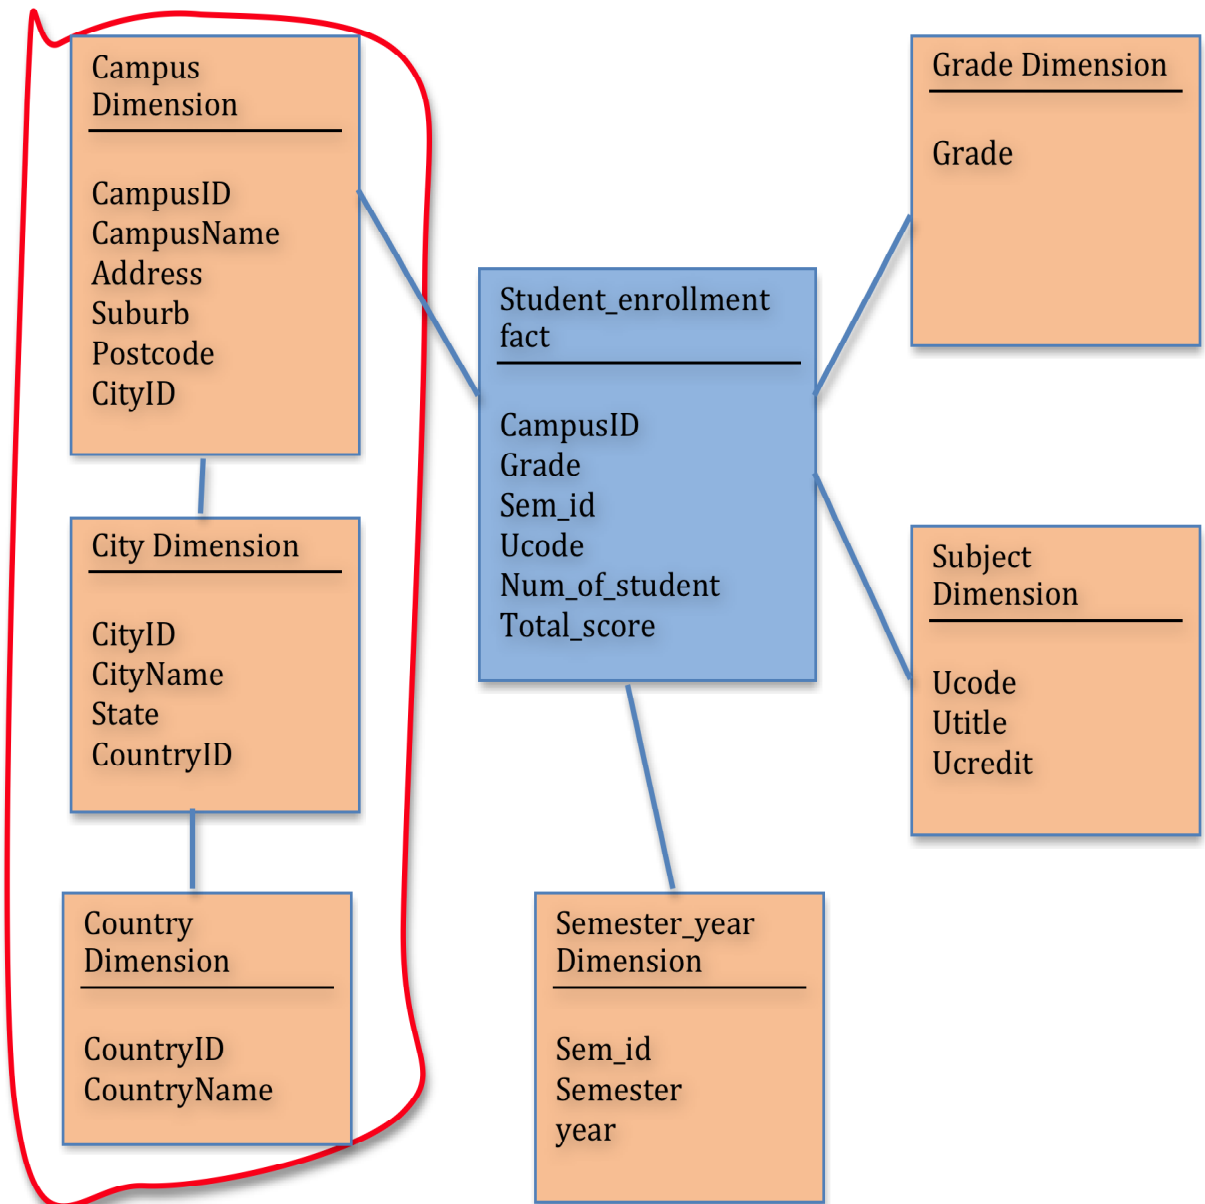 Campus
Dimension
CampusID
CampusName
Address
Suburb
Postcode
CityID
City Dimension
CityID
CityName
State
CountryID
Country
Dimension
CountryID
CountryName
Student_enrollment
fact
CampusID
Grade
Sem_id
Ucode
Num_of_student
Total_score
Semester_year
Dimension
Sem_id
Semester
year
Grade Dimension
Grade
Subject
Dimension
Ucode
Utitle
Ucredit